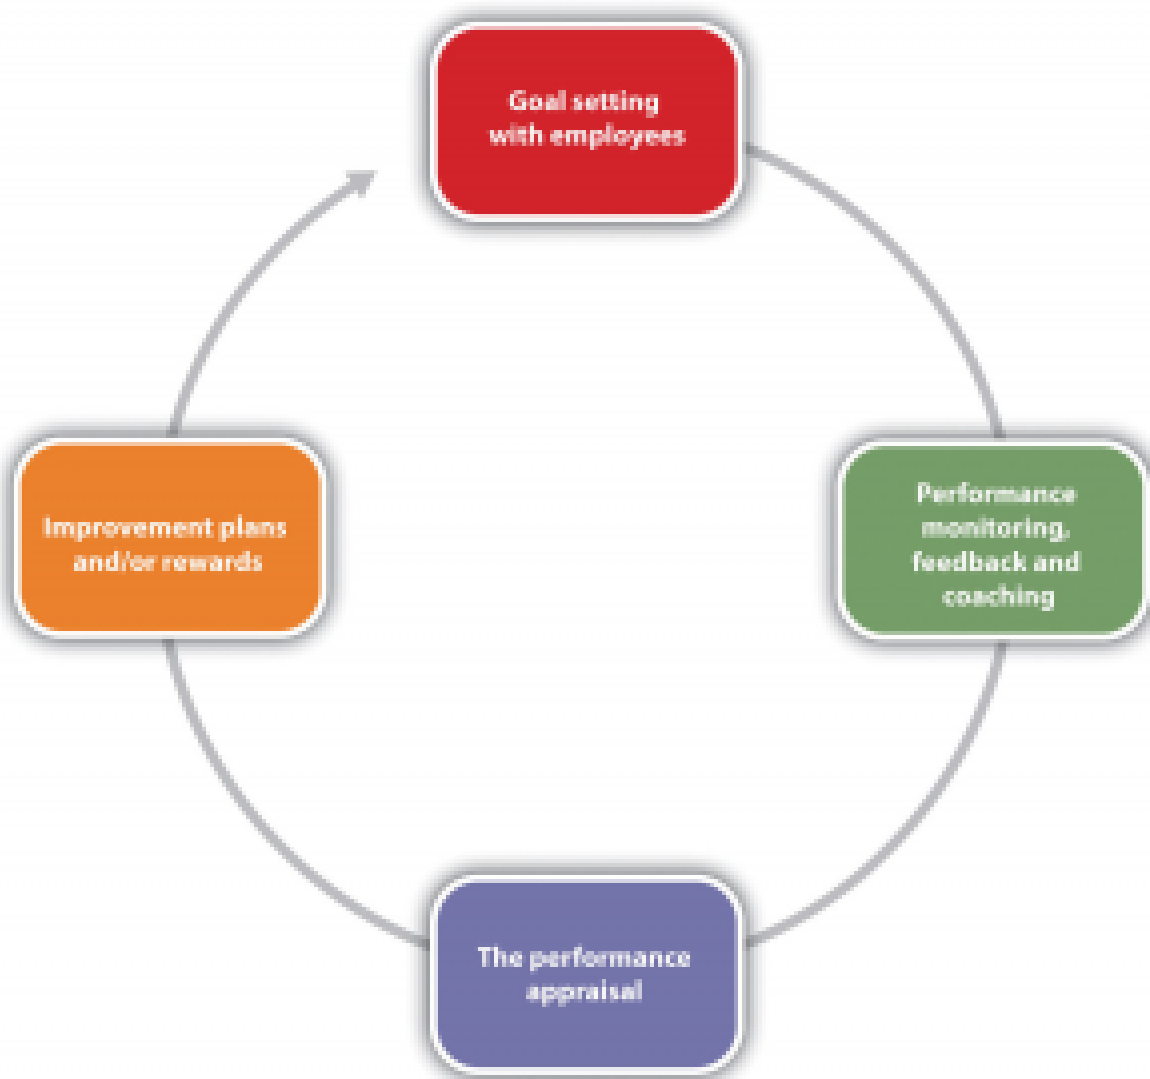 Goal setting
with employees
Performance
monitoring,
feedback and
coaching
The performance
appraisal
Improvement plans
and/or rewards